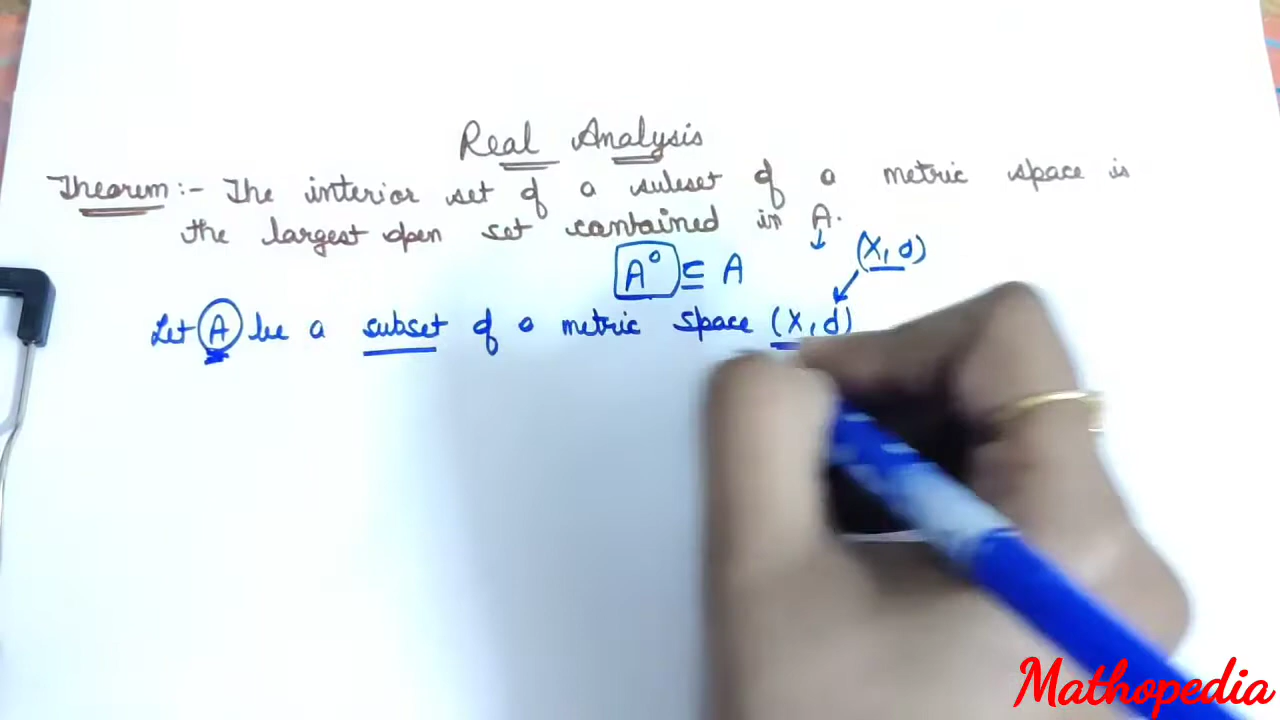 Real Analysis
Theorem :- The interior set of a subset of a metric space is
the largest open set contained in A.
(X, d)
A° ⊆ A
Let A be a subset of a metric space (X, d)
Mathopedia